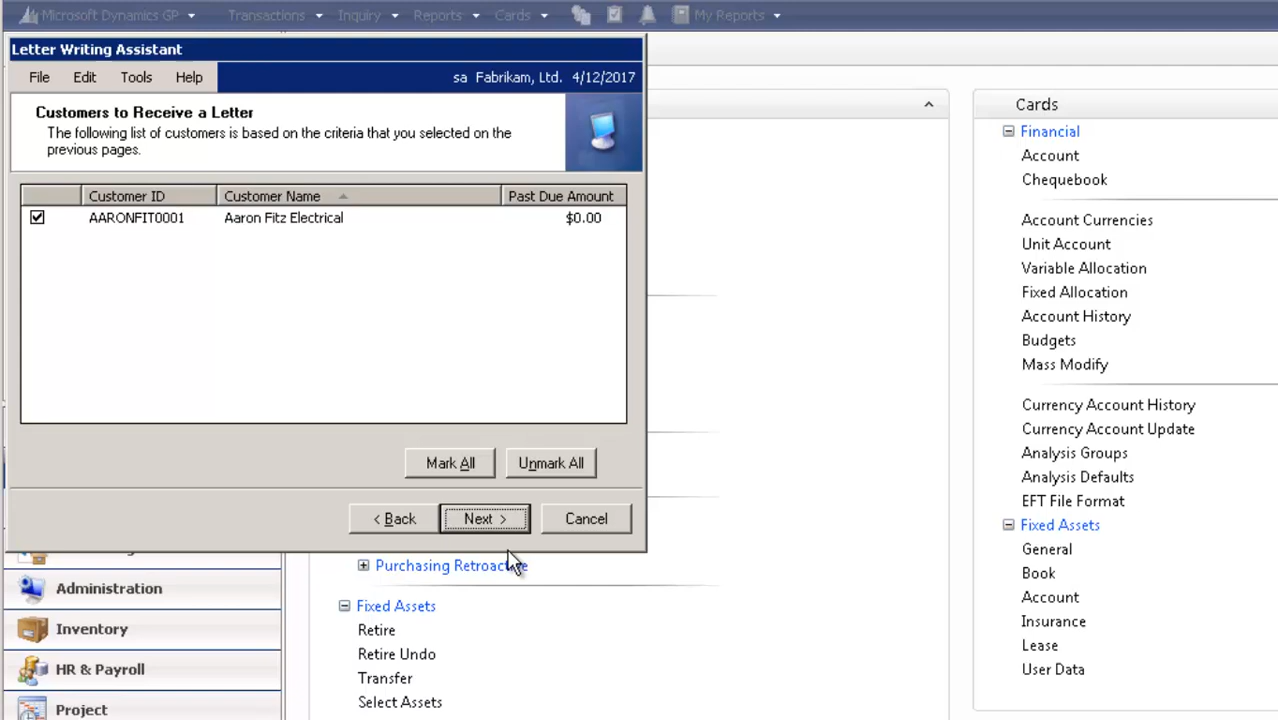 Microsoft Dynamics GP Transactions Inquiry Reports Cards My Reports
Letter Writing Assistant
File Edit Tools Help sa Fabrikam, Ltd. 4/12/2017
Customers to Receive a Letter
The following list of customers is based on the criteria that you selected on the
previous pages.
Customer ID Customer Name Past Due Amount
AARONFIT0001 Aaron Fitz Electrical $0.00
Mark All Unmark All
< Back Next > Cancel
Purchasing Retroactive
Fixed Assets
Retire
Retire Undo
Transfer
Select Assets
Administration
Inventory
HR & Payroll
Project
Cards
Financial
Account
Chequebook
Account Currencies
Unit Account
Variable Allocation
Fixed Allocation
Account History
Budgets
Mass Modify
Currency Account History
Currency Account Update
Analysis Groups
Analysis Defaults
EFT File Format
Fixed Assets
General
Book
Account
Insurance
Lease
User Data